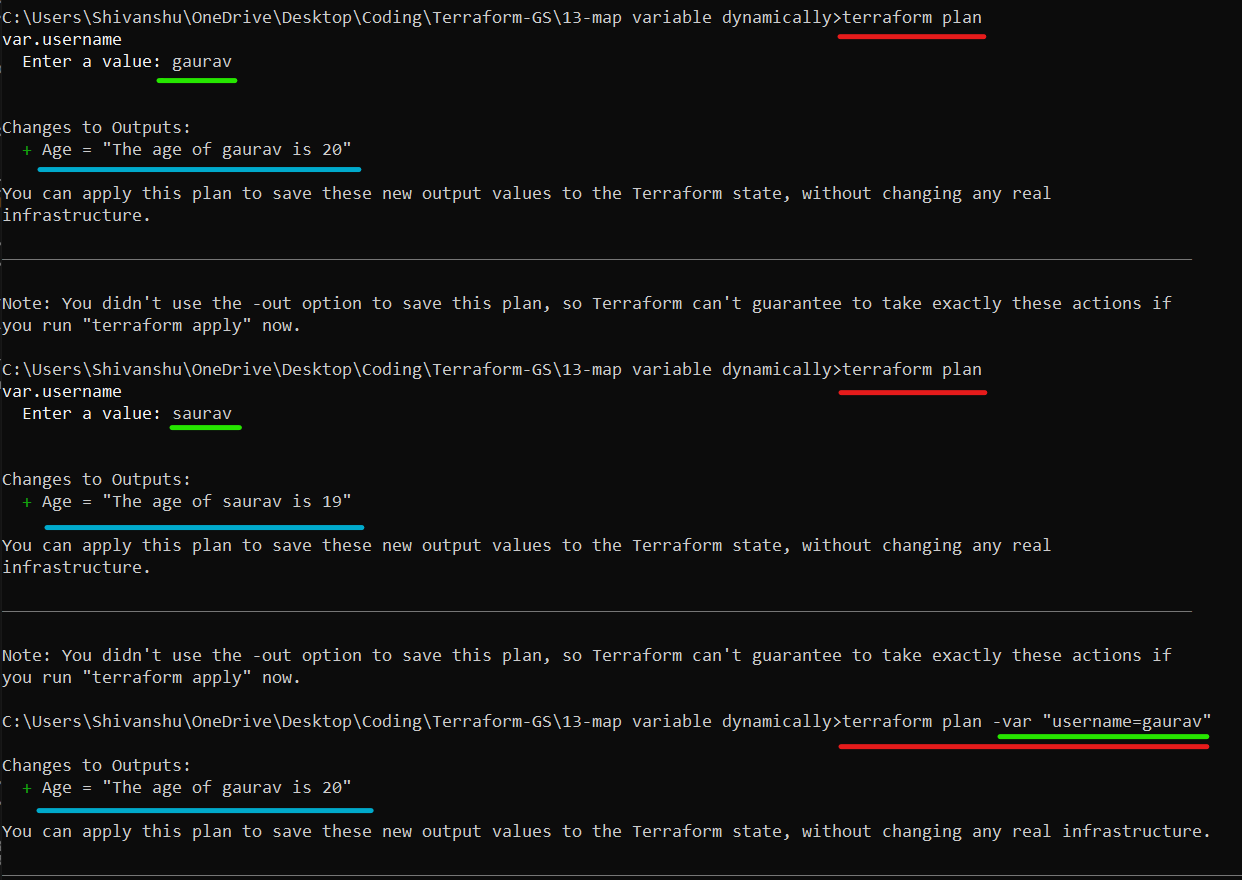 C:\Users\Shivanshu\OneDrive\Desktop\Coding\Terraform-GS\13-map variable dynamically>terraform plan
var.username
  Enter a value: gaurav
Changes to Outputs:
  + Age = "The age of gaurav is 20"
You can apply this plan to save these new output values to the Terraform state, without changing any real
infrastructure.
Note: You didn't use the -out option to save this plan, so Terraform can't guarantee to take exactly these actions if
you run "terraform apply" now.
C:\Users\Shivanshu\OneDrive\Desktop\Coding\Terraform-GS\13-map variable dynamically>terraform plan
var.username
  Enter a value: saurav
Changes to Outputs:
  + Age = "The age of saurav is 19"
You can apply this plan to save these new output values to the Terraform state, without changing any real
infrastructure.
Note: You didn't use the -out option to save this plan, so Terraform can't guarantee to take exactly these actions if
you run "terraform apply" now.
C:\Users\Shivanshu\OneDrive\Desktop\Coding\Terraform-GS\13-map variable dynamically>terraform plan -var "username=gaurav"
Changes to Outputs:
  + Age = "The age of gaurav is 20"
You can apply this plan to save these new output values to the Terraform state, without changing any real infrastructure.